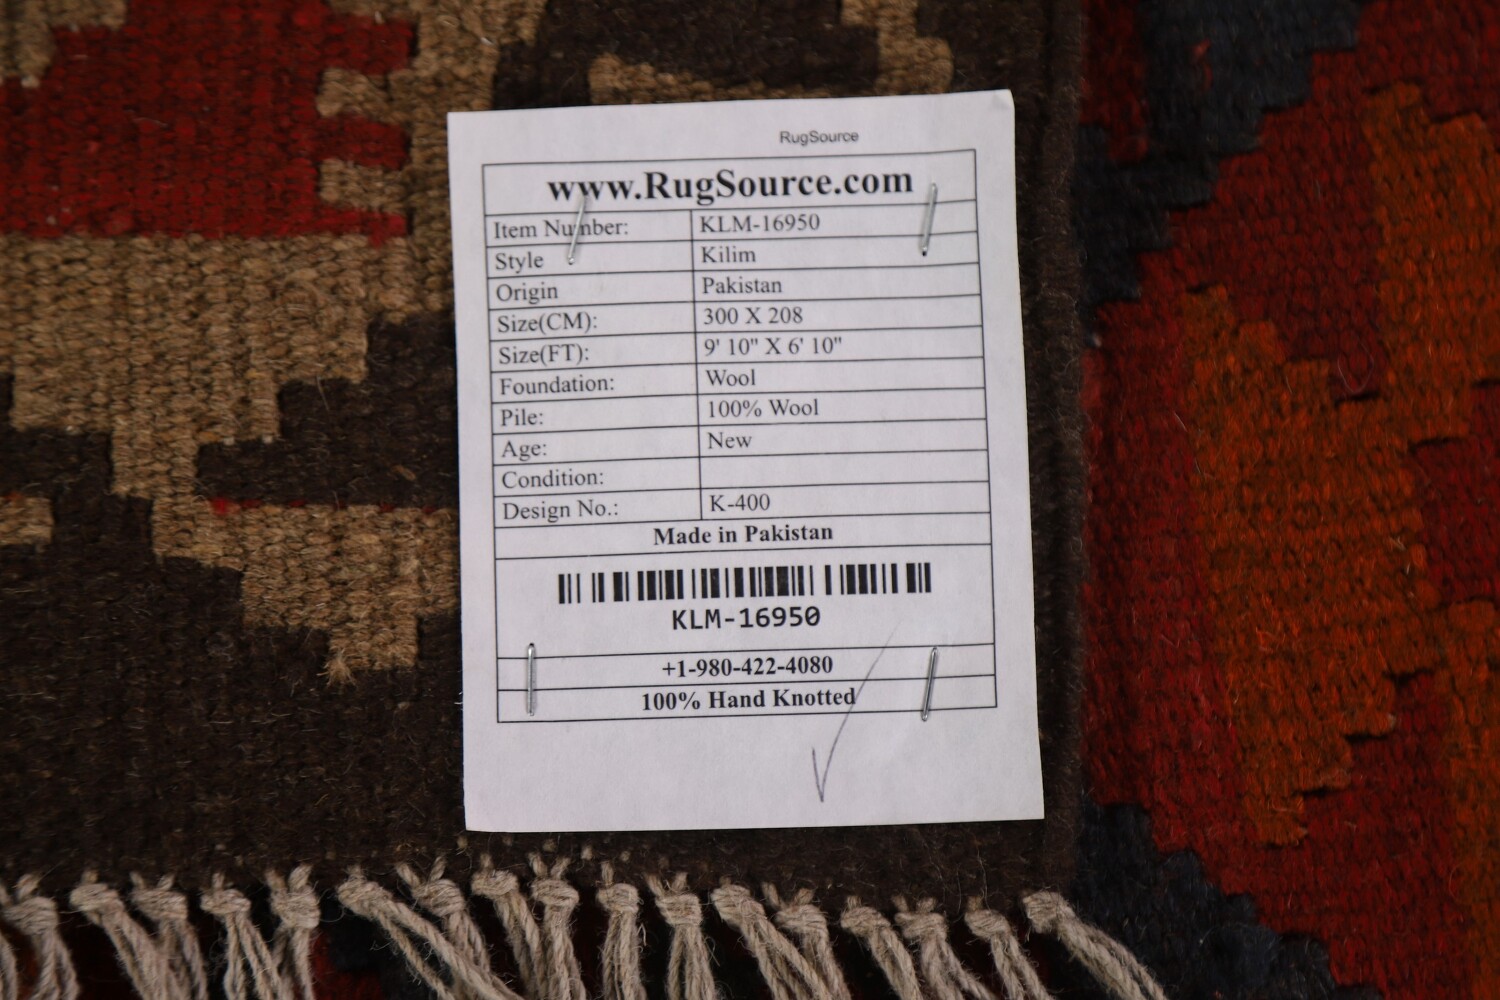 RugSource
www.RugSource.com
Item Number: KLM-16950
Style Kilim
Origin Pakistan
Size(CM): 300 X 208
Size(FT): 9' 10" X 6' 10"
Foundation: Wool
Pile: 100% Wool
Age: New
Condition:
Design No.: K-400
Made in Pakistan
KLM-16950
+1-980-422-4080
100% Hand Knotted